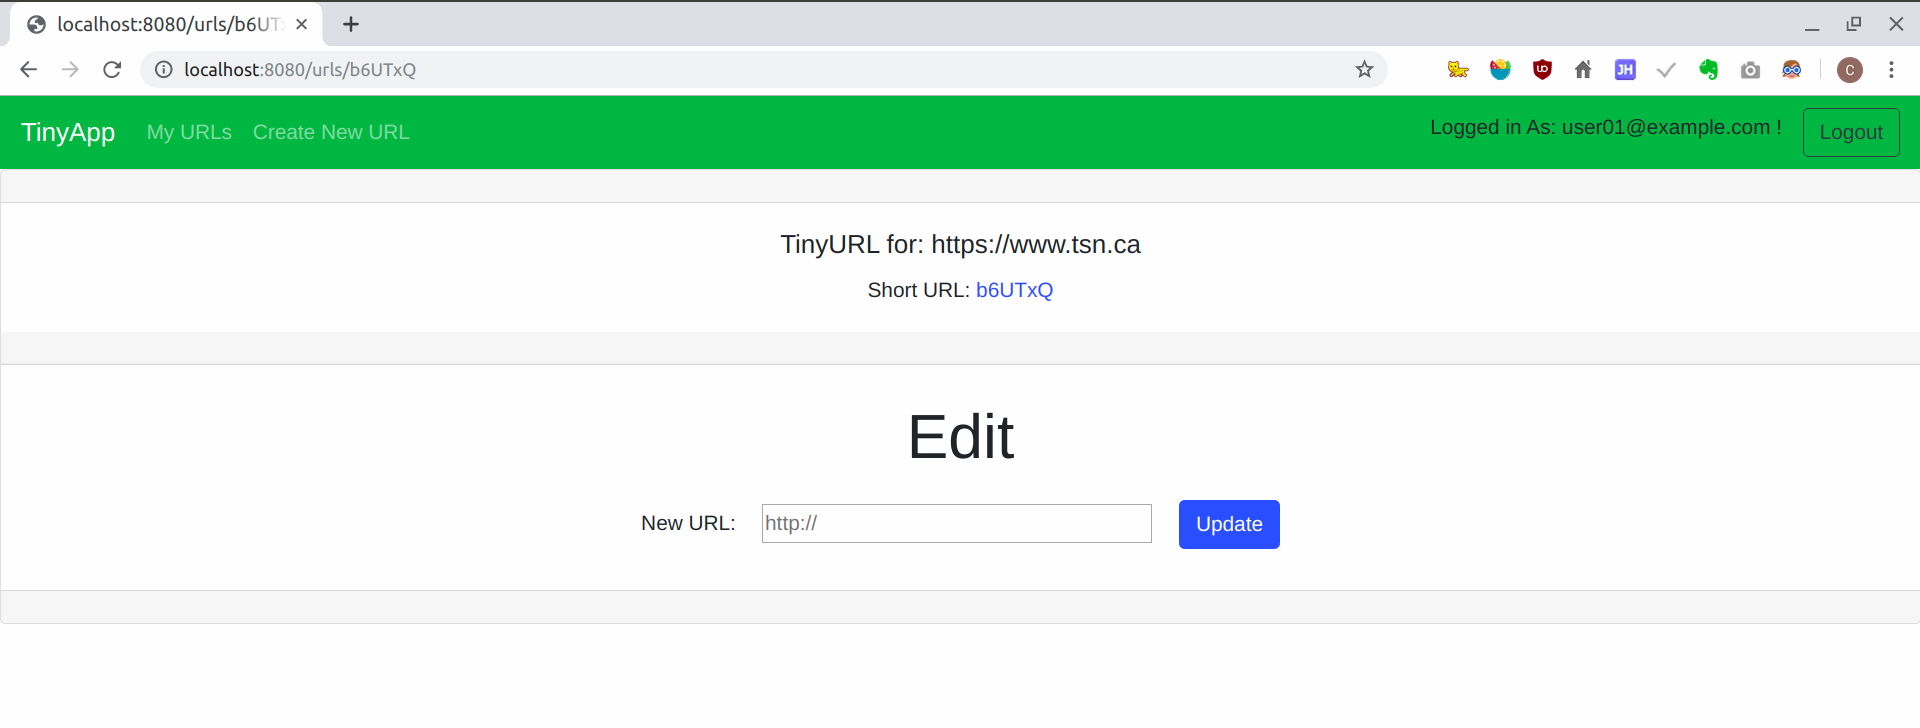 localhost:8080/urls/b6UTx
localhost:8080/urls/b6UTxQ
JH
C
TinyApp My URLs Create New URL Logged in As: user01@example.com ! Logout
TinyURL for: https://www.tsn.ca
Short URL: b6UTxQ
Edit
New URL: http:// Update